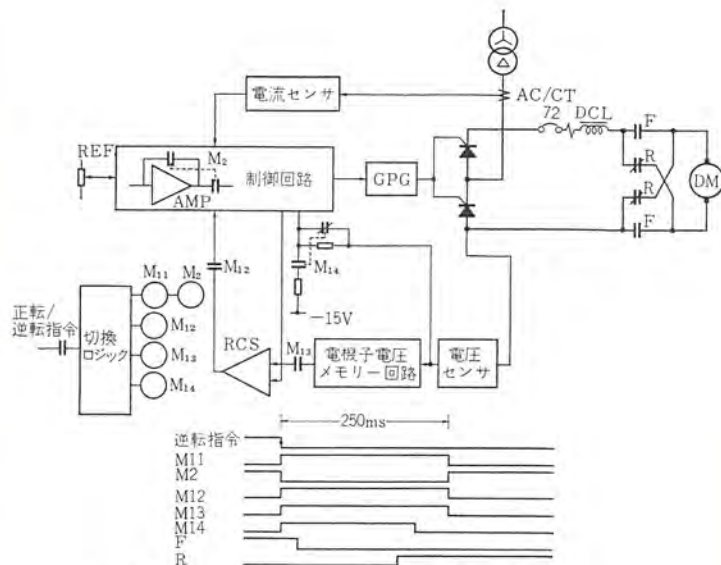 電流センサ
AC/CT
72 DCL
F
REF
M2
制御回路
AMP
GPG
R
R
DM
F
M12
M14
−15V
M11 M2
正転/
逆転指令
切換
ロジック
M12
M13
M14
RCS
M13
電機子電圧
メモリー回路
電圧
センサ
250ms
逆転指令
M11
M2
M12
M13
M14
F
R